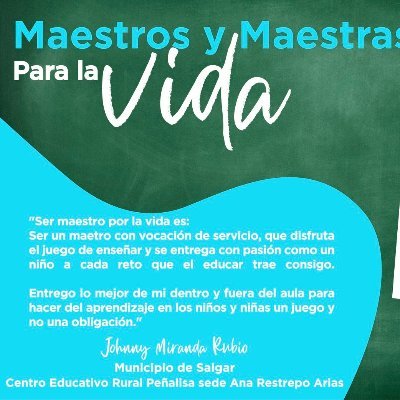 Maestros y Maestras
Para la
Vida
"Ser maestro por la vida es:
Ser un maetro con vocación de servicio, que disfruta
el juego de enseñar y se entrega con pasión como un
niño a cada reto que el educar trae consigo.
Entrego lo mejor de mi dentro y fuera del aula para
hacer del aprendizaje en los niños y niñas un juego y
no una obligación."
Johnny Miranda Rubio
Municipio de Salgar
Centro Educativo Rural Peñalisa sede Ana Restrepo Arias